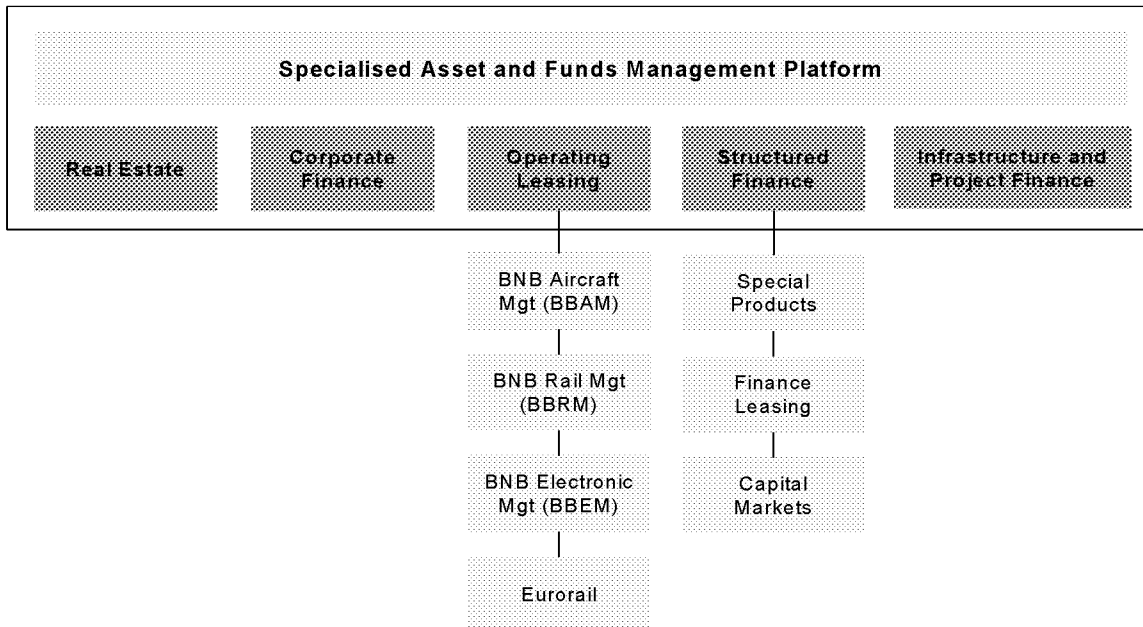 Specialised Asset and Funds Management Platform
Real Estate
Corporate
Finance
Operating
Leasing
Structured
Finance
Infrastructure and
Project Finance
BNB Aircraft
Mgt (BBAM)
BNB Rail Mgt
(BBRM)
BNB Electronic
Mgt (BBEM)
Eurorail
Special
Products
Finance
Leasing
Capital
Markets